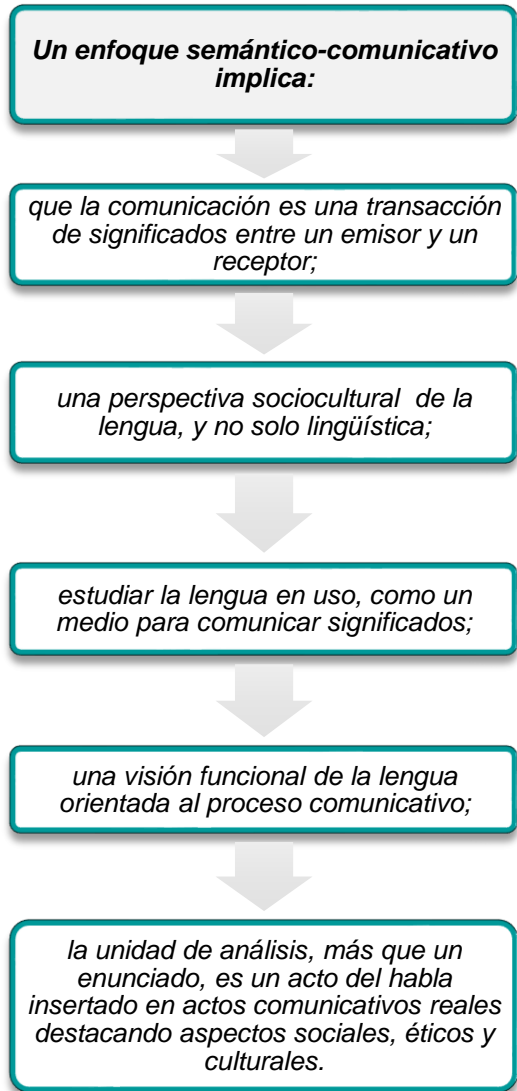 Un enfoque semántico-comunicativo
implica:
que la comunicación es una transacción
de significados entre un emisor y un
receptor;
una perspectiva sociocultural de la
lengua, y no solo lingüística;
estudiar la lengua en uso, como un
medio para comunicar significados;
una visión funcional de la lengua
orientada al proceso comunicativo;
la unidad de análisis, más que un
enunciado, es un acto del habla
insertado en actos comunicativos reales
destacando aspectos sociales, éticos y
culturales.